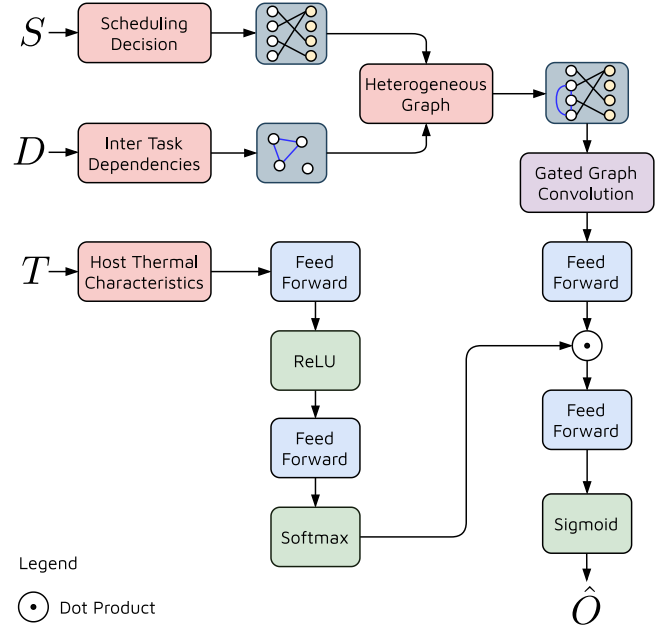 S
Scheduling
Decision
Heterogeneous
Graph
D
Inter Task
Dependencies
Gated Graph
Convolution
T
Host Thermal
Characteristics
Feed
Forward
Feed
Forward
ReLU
Feed
Forward
Feed
Forward
Softmax
Sigmoid
Legend
Dot Product
Ô